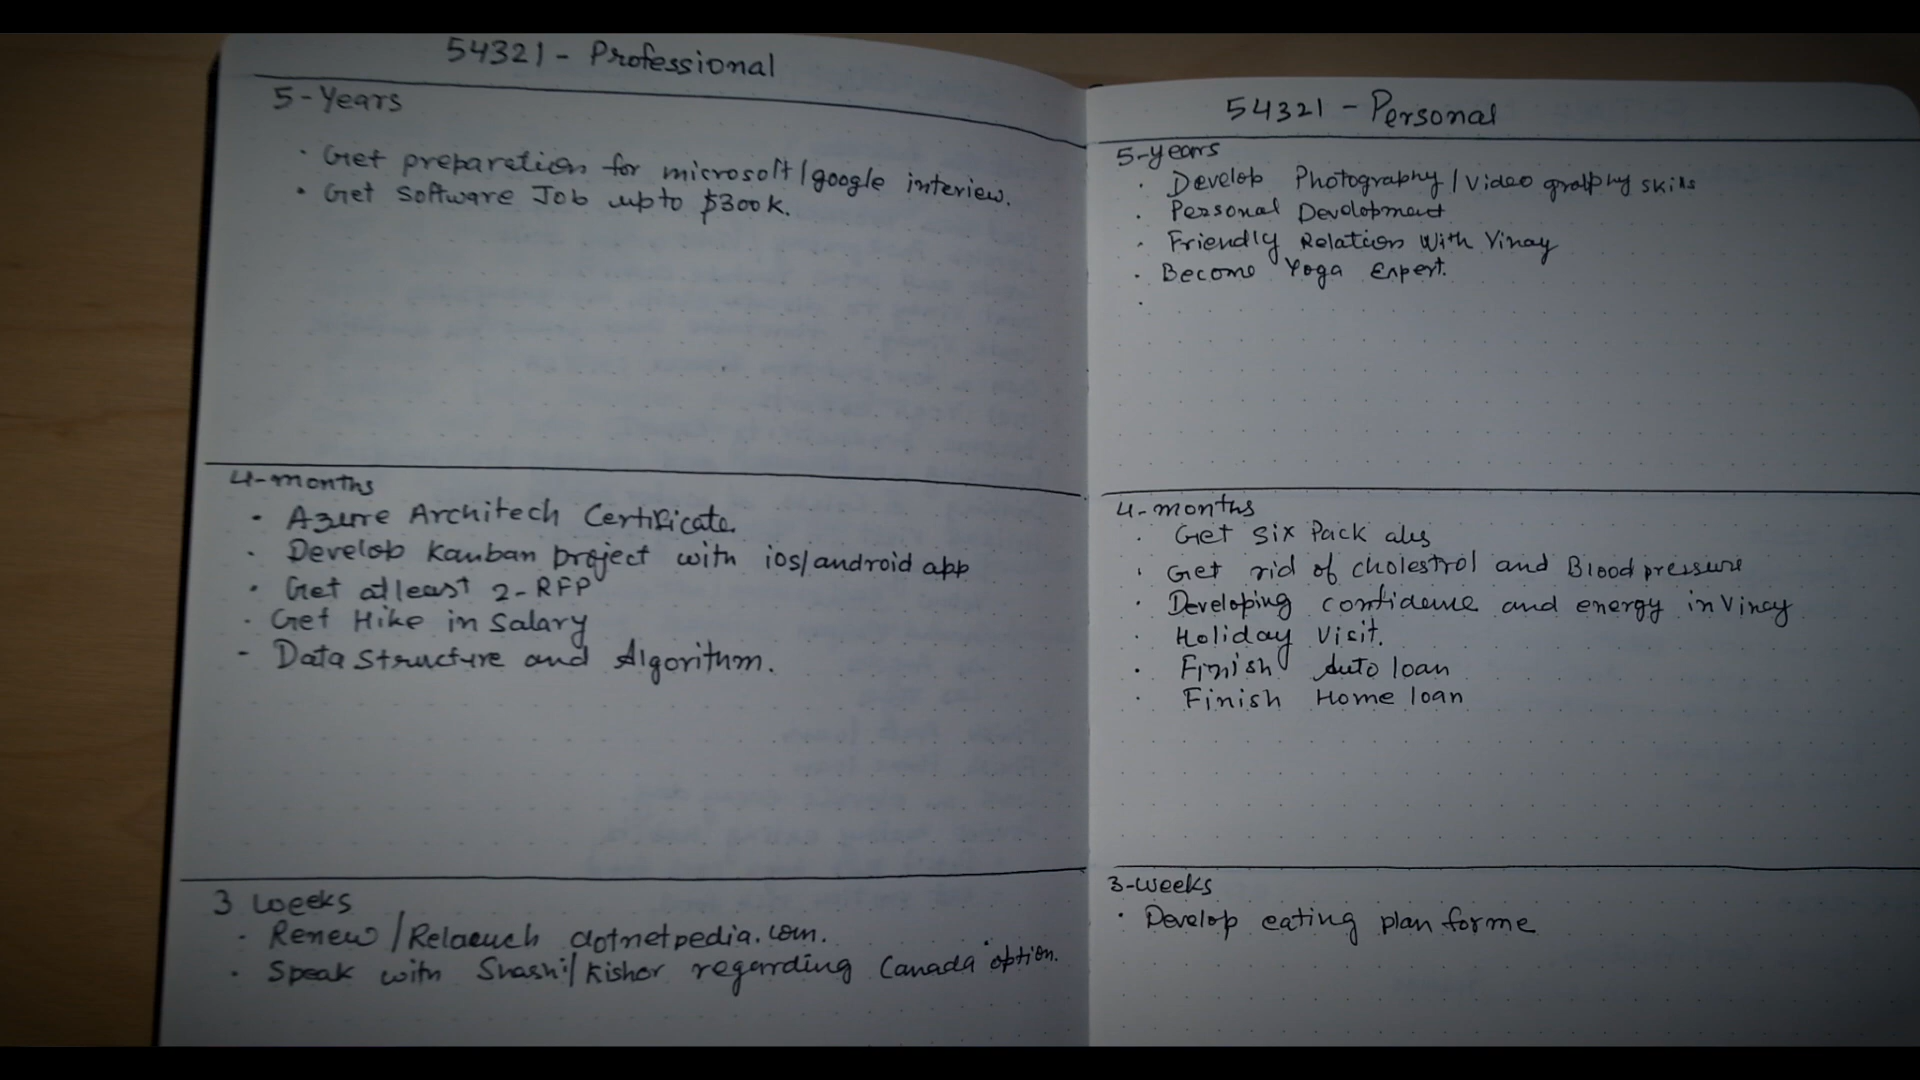 54321 - Professional
5-Years
· Get preparation for microsoft/google interiew.
· Get Software Job upto $300K.
4-months
· Azure Architech Certificate.
· Develop Kanban project with ios/android app
· Get atleast 2-RFP
· Get Hike in Salary
- Data Structure and Algorithm.
3 weeks
· Renew/Relaeuch dotnetpedia.com.
· Speak with Shashi/Kishor regarding Canada option.
54321 - Personal
5-years
· Develop Photography/Video graphy skills
· Personal Development
· Friendly Relation With Vinay
· Become Yoga Expert.
·
4-months
· Get Six Pack abs
· Get rid of cholestrol and Blood pressure
· Developing confidence and energy in Vinay
· Holiday Visit.
· Finish Auto loan
· Finish Home loan
3-weeks
· Develop eating plan for me